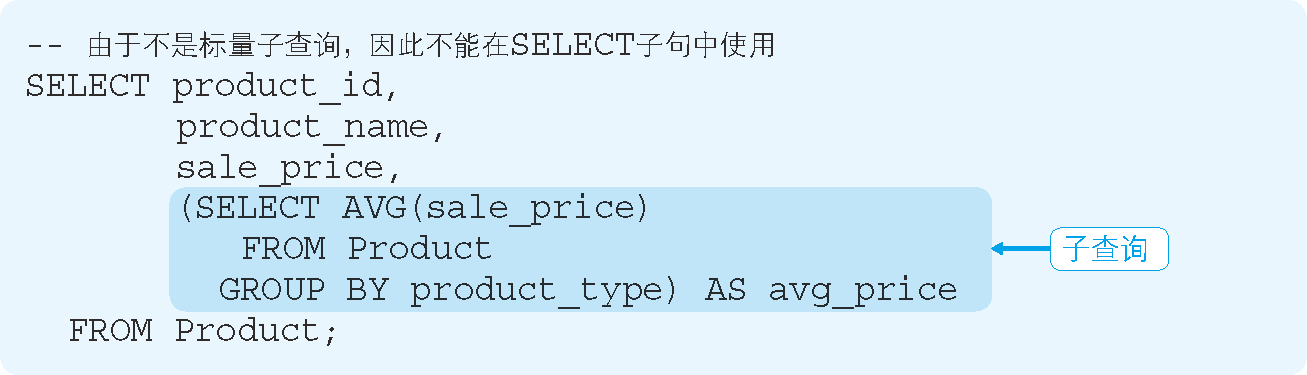 -- 由于不是标量子查询，因此不能在SELECT子句中使用
SELECT product_id,
product_name,
sale_price,
(SELECT AVG(sale_price)
FROM Product
子查询
GROUP BY product_type) AS avg_price
FROM Product;